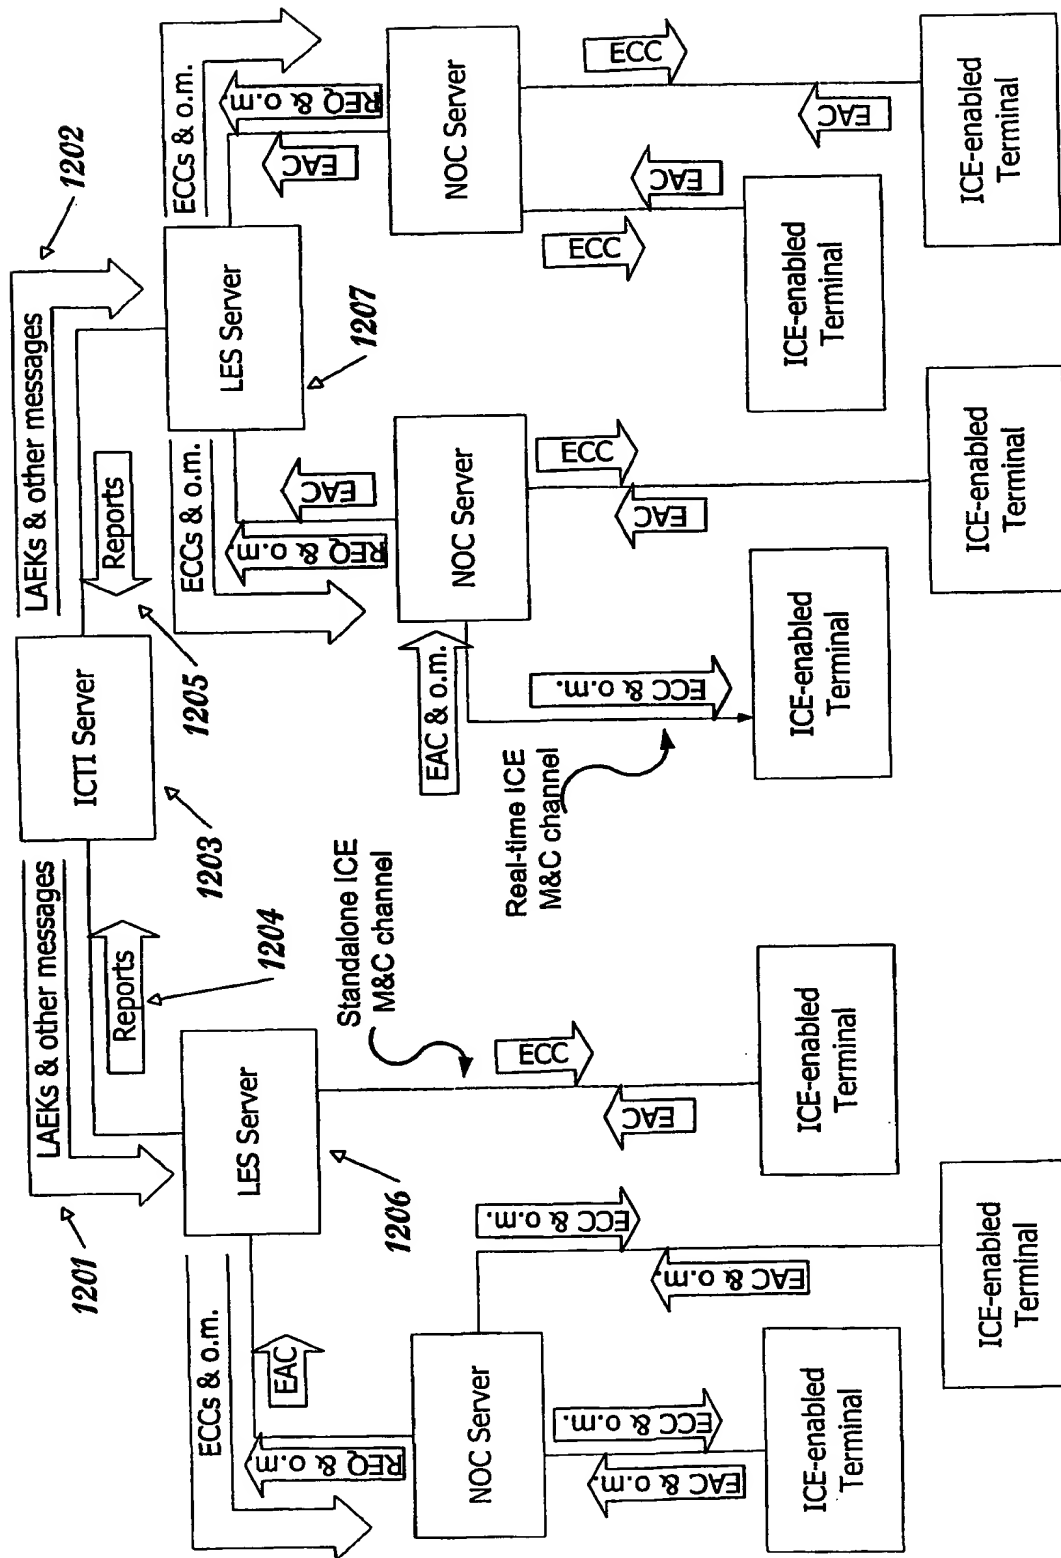 LAEKs & other messages
LAEKs & other messages
1201
1202
ICTI Server
Reports
Reports
1204
1203
1205
LES Server
LES Server
1206
1207
ECCs & o.m.
ECCs & o.m.
ECCs & o.m.
EAC
REQ & o.m
REQ & o.m.
EAC
EAC
REQ & o.m
Standalone ICE
M&C channel
NOC Server
NOC Server
NOC Server
EAC & o.m.
Real-time ICE
M&C channel
EAC & o.m.
ECC & o.m.
EAC & o.m.
ECC & o.m.
EAC
ECC
ECC & o.m.
EAC
ECC
ECC
EAC
EAC
ECC
ICE-enabled
Terminal
ICE-enabled
Terminal
ICE-enabled
Terminal
ICE-enabled
Terminal
ICE-enabled
Terminal
ICE-enabled
Terminal
ICE-enabled
Terminal